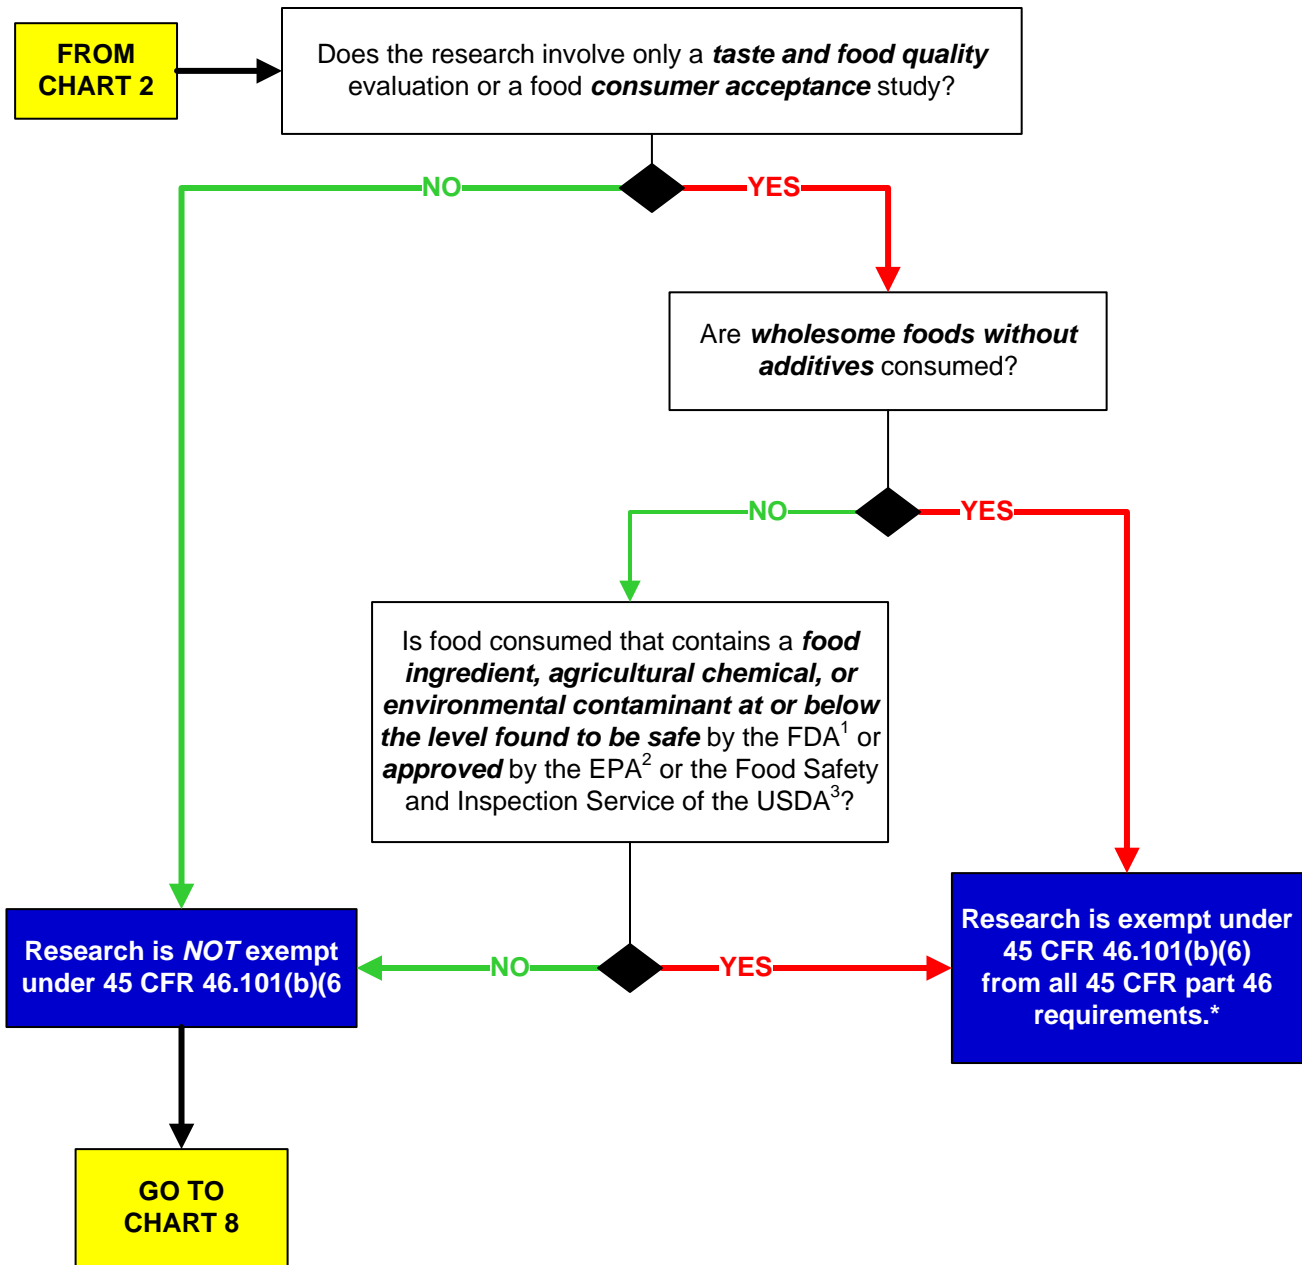 FROM
CHART 2
Does the research involve only a taste and food quality
evaluation or a food consumer acceptance study?
NO
YES
Are wholesome foods without
additives consumed?
NO
YES
Is food consumed that contains a food
ingredient, agricultural chemical, or
environmental contaminant at or below
the level found to be safe by the FDA1 or
approved by the EPA2 or the Food Safety
and Inspection Service of the USDA3?
Research is NOT exempt
under 45 CFR 46.101(b)(6
NO
YES
Research is exempt under
45 CFR 46.101(b)(6)
from all 45 CFR part 46
requirements.*
GO TO
CHART 8